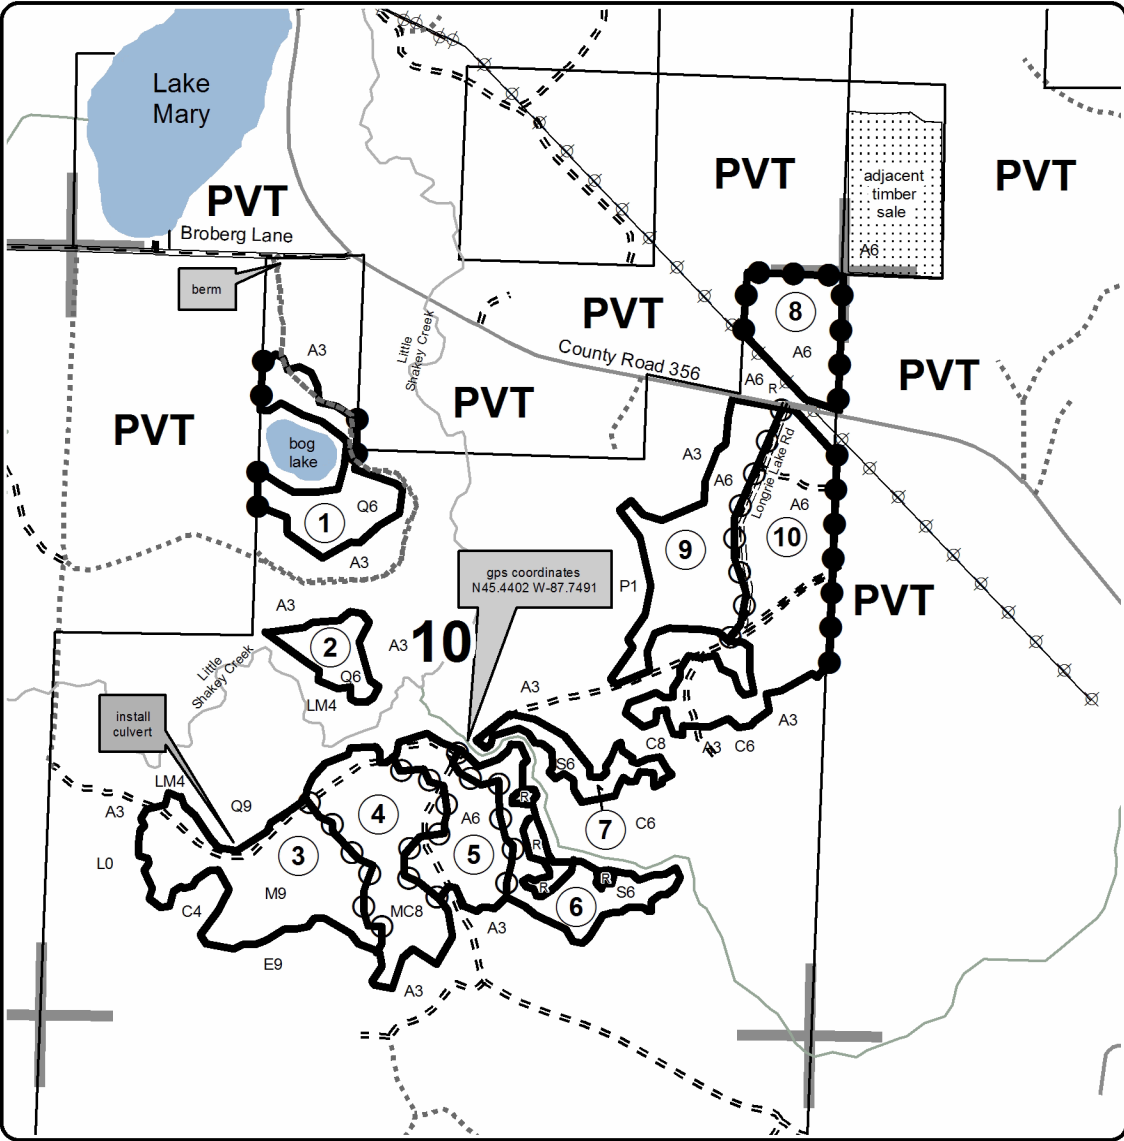 Lake
Mary
PVT
Broberg Lane
berm
PVT
adjacent
timber
sale
A6
PVT
8
A6
A6
R
PVT
County Road 356
PVT
Little
Shakey Creek
A3
PVT
PVT
bog
lake
Q6
1
A3
A3
A6
Longrie Lake Rd
A6
9
10
P1
PVT
gps coordinates
N45.4402 W-87.7491
A3
2
Q6
LM4
A3
10
Little
Shakey Creek
A3
A3
C8
A3
C6
install
culvert
LM4
A3
Q9
L0
3
M9
C4
E9
4
A6
5
MC8
A3
A3
S6
7
C6
R
R
R
R
S6
6